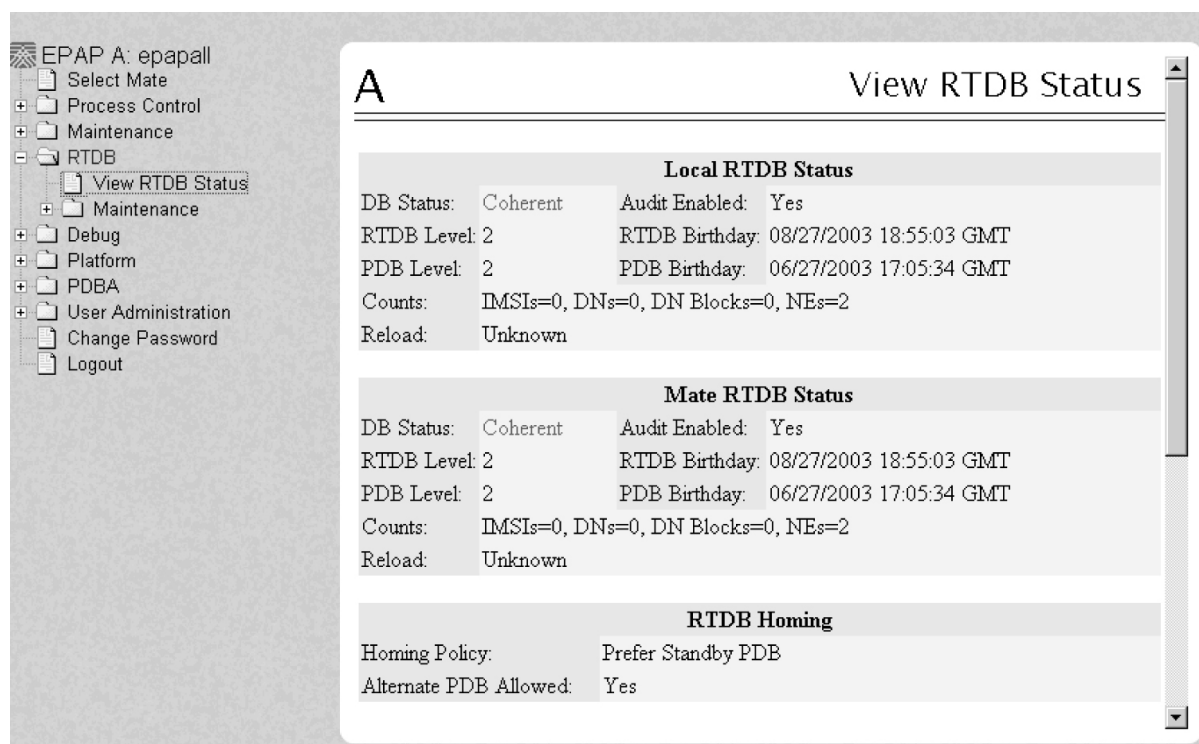 EPAP A: epapall
Select Mate
Process Control
Maintenance
RTDB
View RTDB Status
Maintenance
Debug
Platform
PDBA
User Administration
Change Password
Logout
A View RTDB Status
Local RTDB Status
DB Status: Coherent Audit Enabled: Yes
RTDB Level: 2 RTDB Birthday: 08/27/2003 18:55:03 GMT
PDB Level: 2 PDB Birthday: 06/27/2003 17:05:34 GMT
Counts: IMSIs=0, DNs=0, DN Blocks=0, NEs=2
Reload: Unknown
Mate RTDB Status
DB Status: Coherent Audit Enabled: Yes
RTDB Level: 2 RTDB Birthday: 08/27/2003 18:55:03 GMT
PDB Level: 2 PDB Birthday: 06/27/2003 17:05:34 GMT
Counts: IMSIs=0, DNs=0, DN Blocks=0, NEs=2
Reload: Unknown
RTDB Homing
Homing Policy: Prefer Standby PDB
Alternate PDB Allowed: Yes